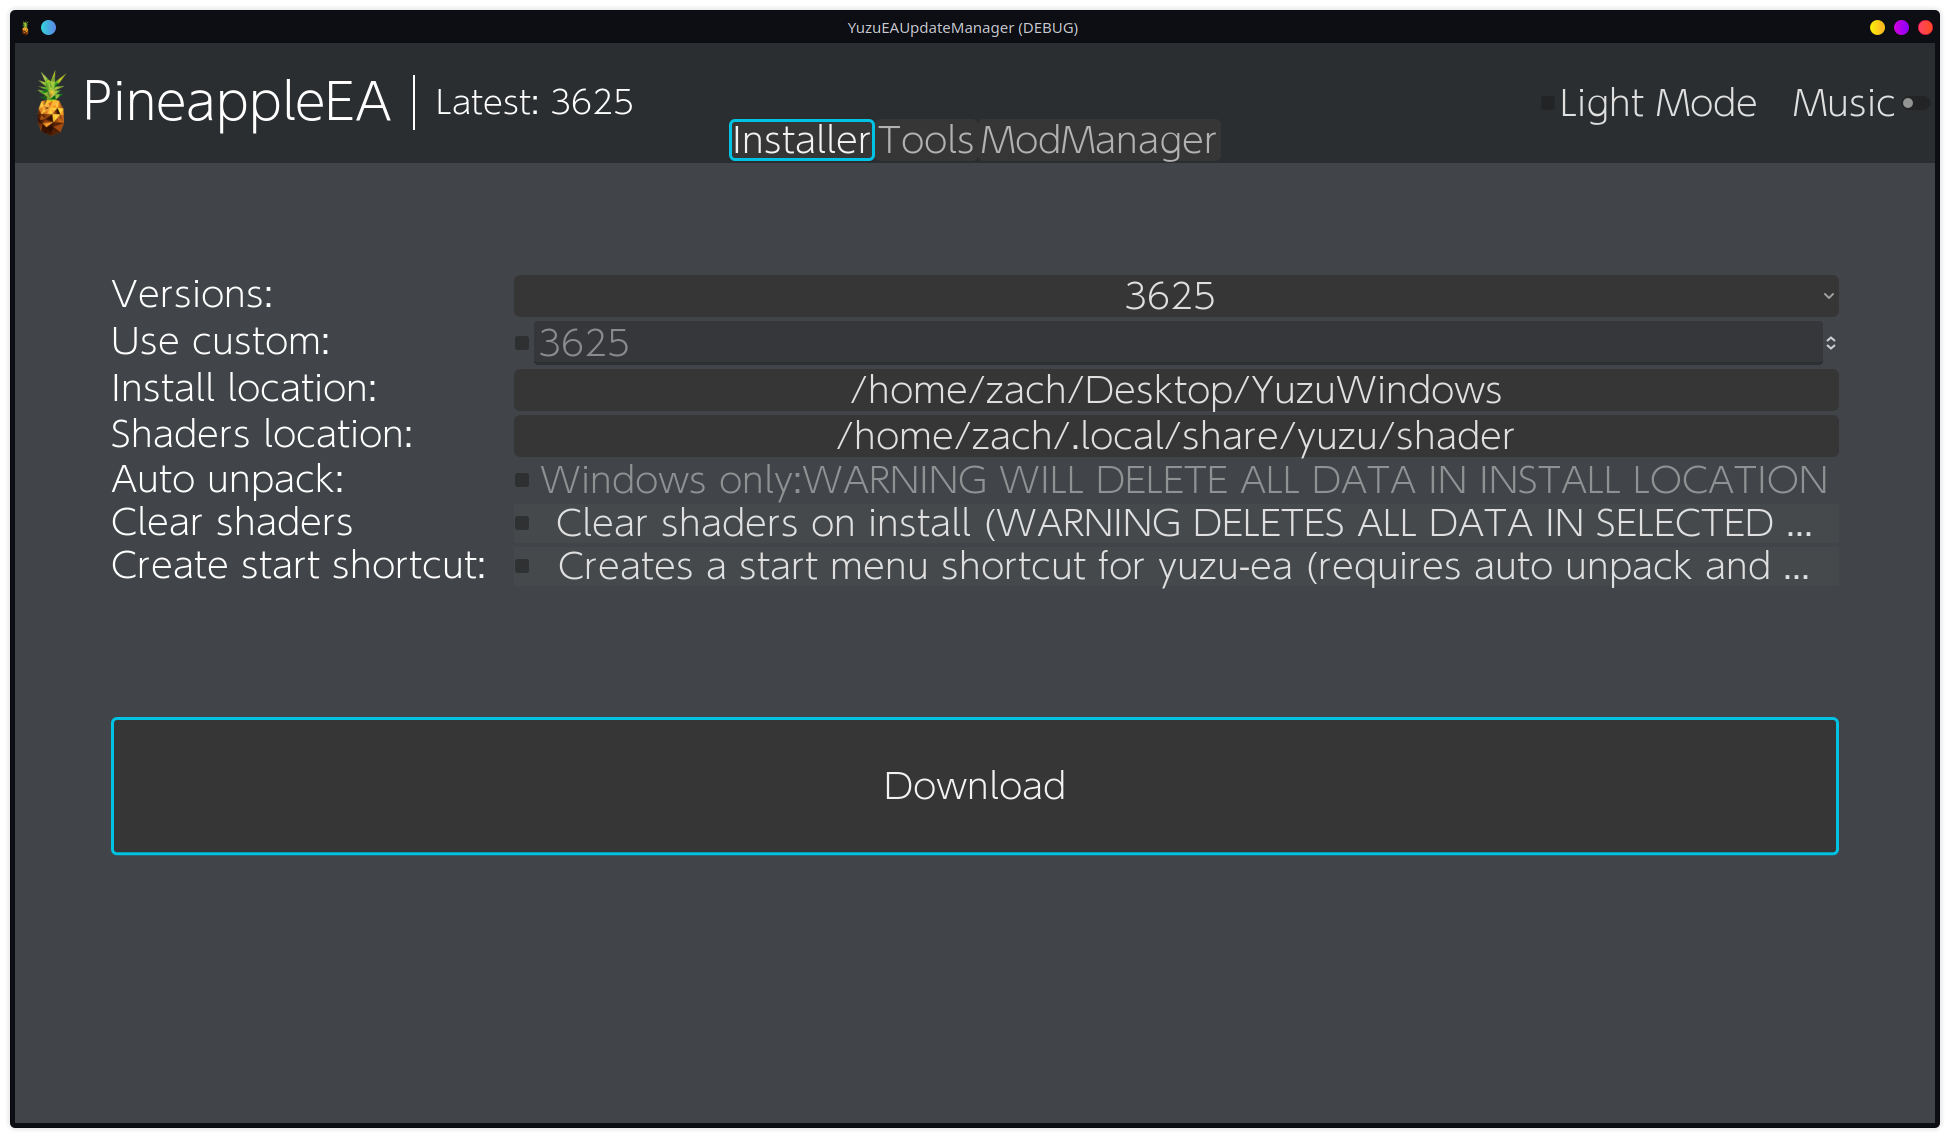 YuzuEAUpdateManager (DEBUG)
PineappleEA
Latest: 3625
Light Mode
Music
Installer
Tools
ModManager
Versions:
3625
Use custom:
3625
Install location:
/home/zach/Desktop/YuzuWindows
Shaders location:
/home/zach/.local/share/yuzu/shader
Auto unpack:
Windows only:WARNING WILL DELETE ALL DATA IN INSTALL LOCATION
Clear shaders
Clear shaders on install (WARNING DELETES ALL DATA IN SELECTED ...
Create start shortcut:
Creates a start menu shortcut for yuzu-ea (requires auto unpack and ...
Download